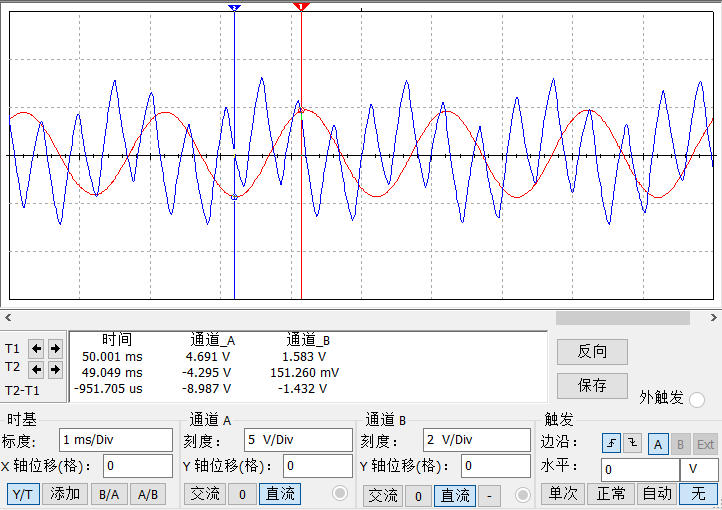 2 1
时间 通道_A 通道_B
T1 50.001 ms 4.691 V 1.583 V
T2 49.049 ms -4.295 V 151.260 mV
T2-T1 -951.705 us -8.987 V -1.432 V
反向
保存
外触发
时基 通道 A 通道 B 触发
标度: 1 ms/Div 刻度: 5 V/Div 刻度: 2 V/Div 边沿: A B Ext
X 轴位移(格): 0 Y 轴位移(格): 0 Y 轴位移(格): 0 水平: 0 V
Y/T 添加 B/A A/B 交流 0 直流 交流 0 直流 - 单次 正常 自动 无